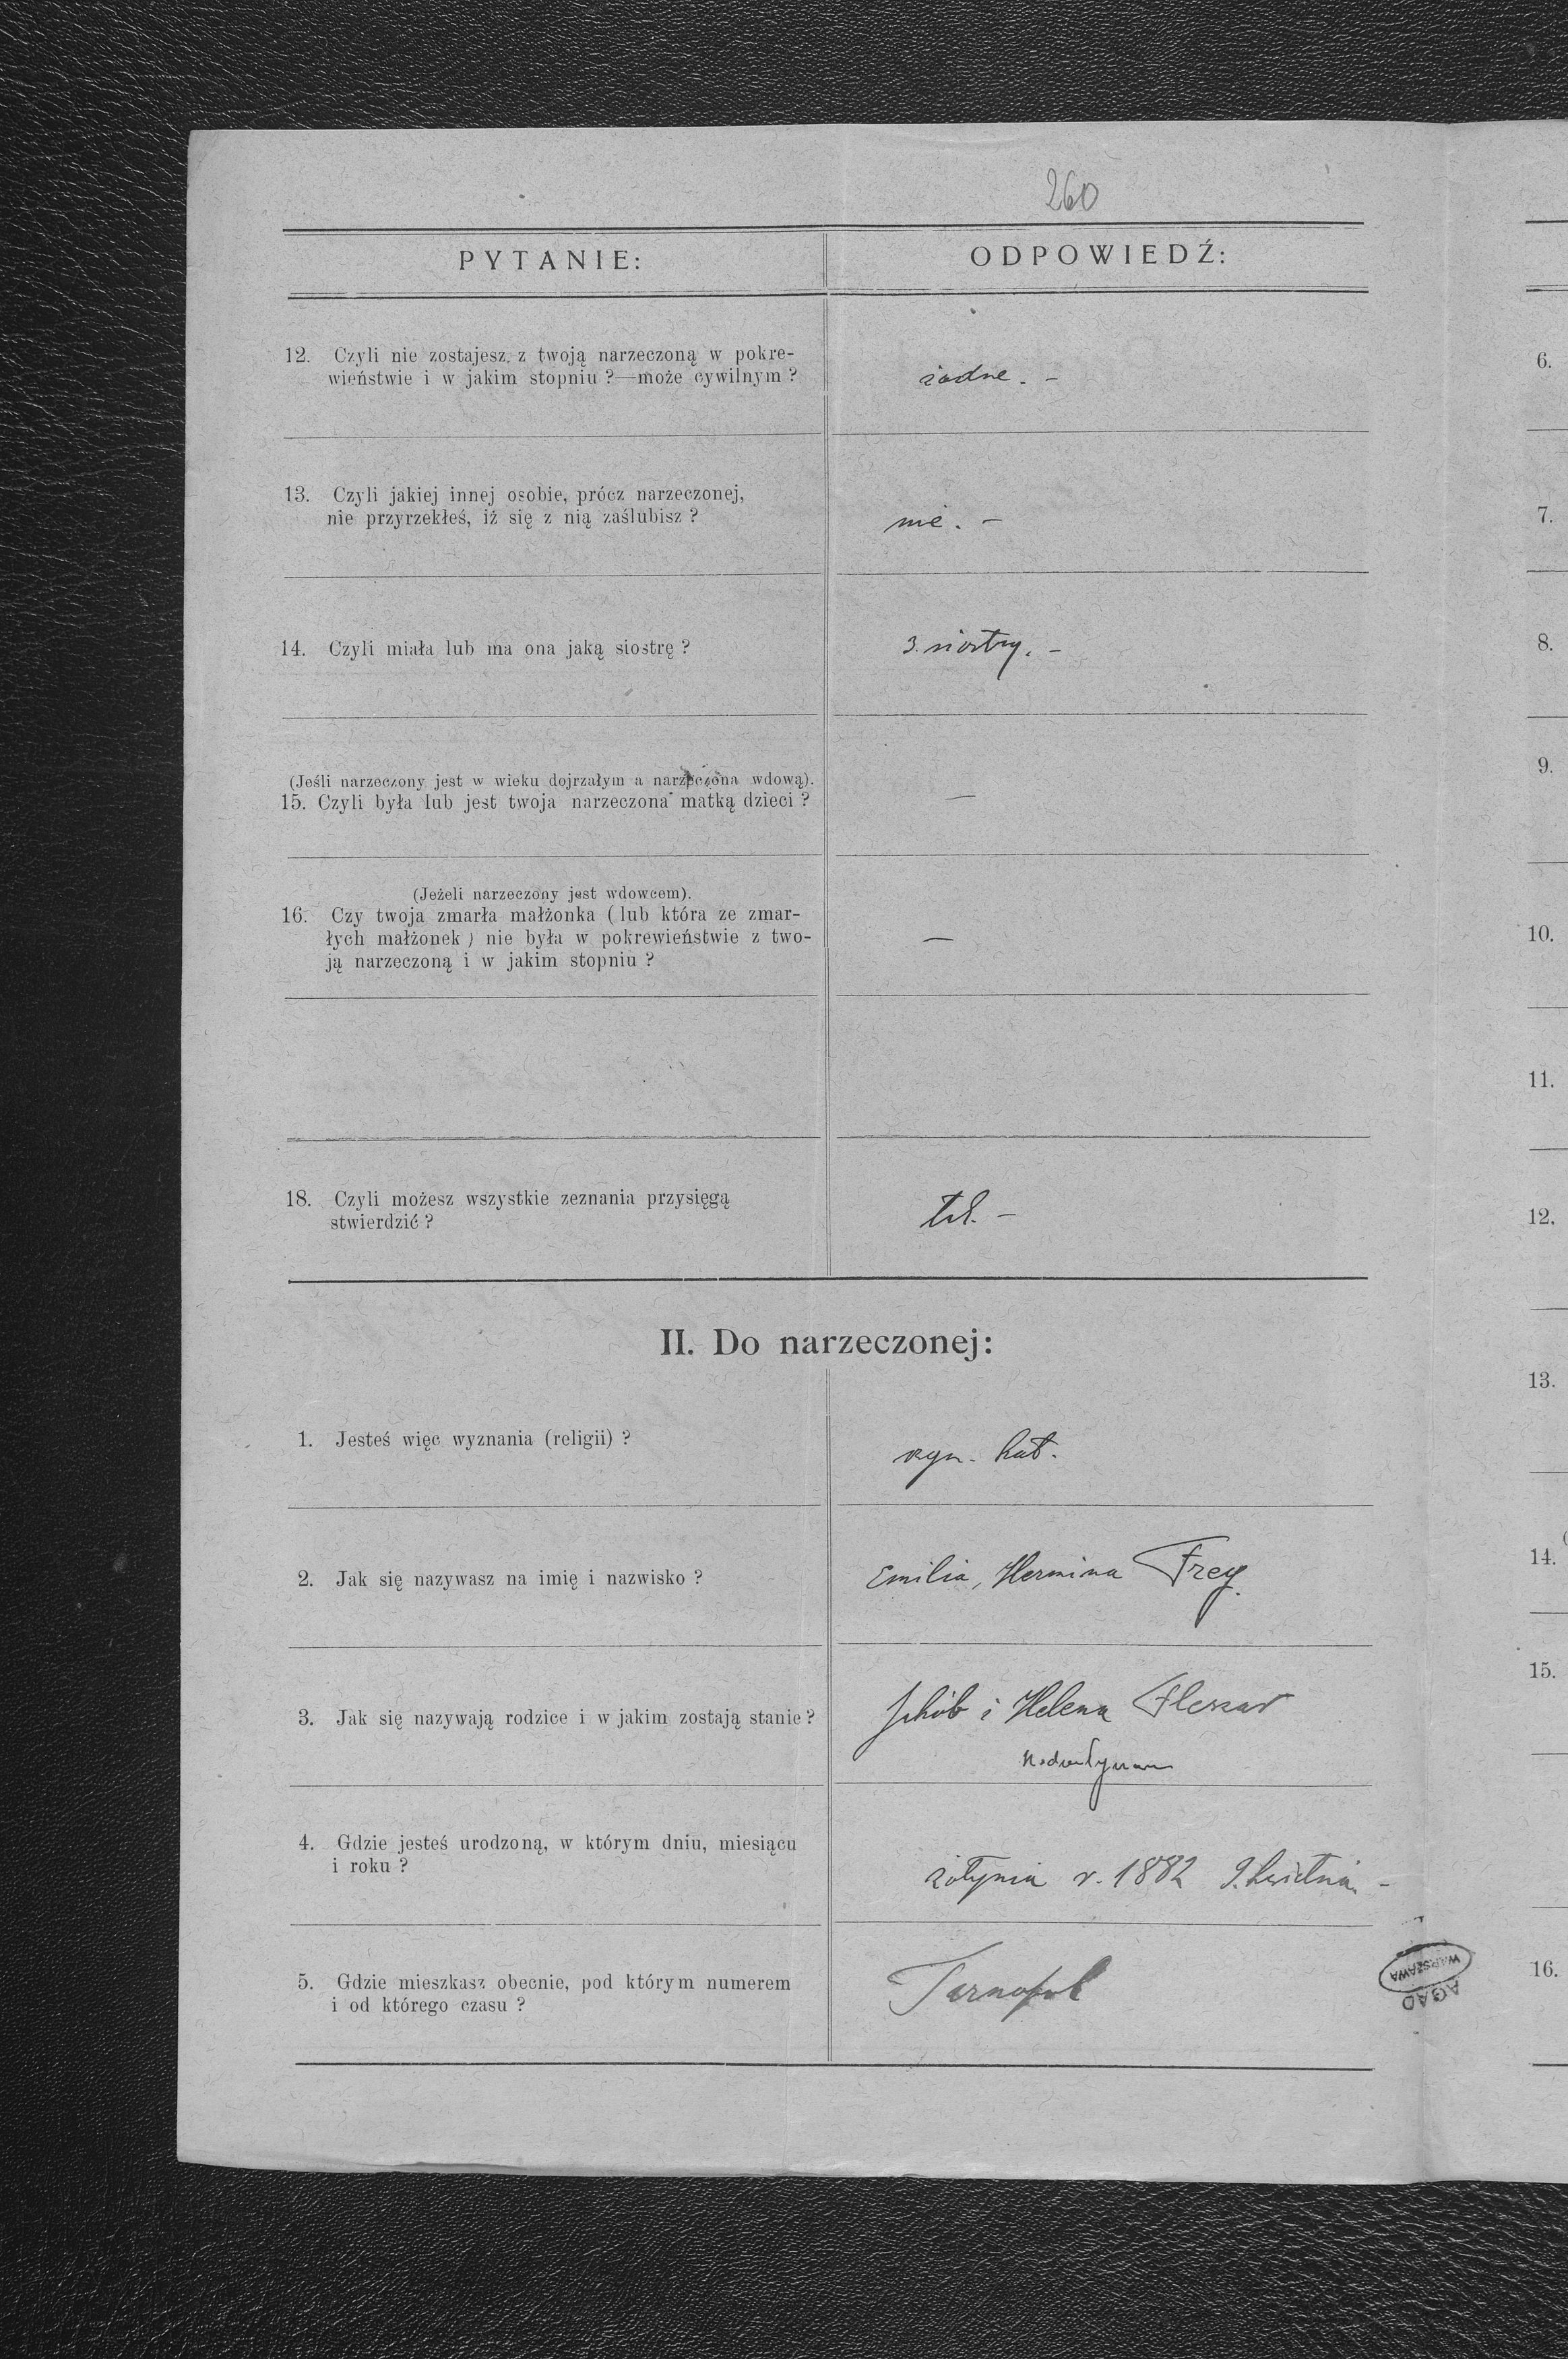 260
PYTANIE:
ODPOWIEDŹ:
12. Czyli nie zostajesz z twoją narzeczoną w pokre-
wieństwie i w jakim stopniu ?—może cywilnym ?
żadne. -
13. Czyli jakiej innej osobie, prócz narzeczonej,
nie przyrzekłeś, iż się z nią zaślubisz ?
nie. -
14. Czyli miała lub ma ona jaką siostrę ?
3. siostry. -
(Jeśli narzeczony jest w wieku dojrzałym a narzeczona wdową).
15. Czyli była lub jest twoja narzeczona matką dzieci ?
—
(Jeżeli narzeczony jest wdowcem).
16. Czy twoja zmarła małżonka ( lub która ze zmar-
łych małżonek ) nie była w pokrewieństwie z two-
ją narzeczoną i w jakim stopniu ?
—
18. Czyli możesz wszystkie zeznania przysięgą
stwierdzić ?
tak. -
II. Do narzeczonej:
1. Jesteś więc wyznania (religii) ?
rzym. kat.
2. Jak się nazywasz na imię i nazwisko ?
Emilia, Hermina Frey.
3. Jak się nazywają rodzice i w jakim zostają stanie ?
Jakób i Helena Fleszar
4. Gdzie jesteś urodzoną, w którym dniu, miesiącu
i roku ?
żołynia r. 1882 9. kwietnia -
5. Gdzie mieszkasz obecnie, pod którym numerem
i od którego czasu ?
Tarnopol
AGAD
WARSZAWA
6.
7.
8.
9.
10.
11.
12.
13.
14.
15.
16.